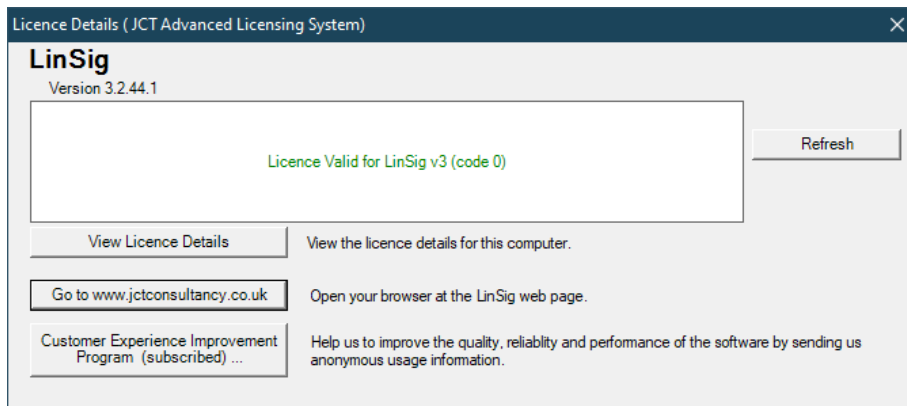 Licence Details ( JCT Advanced Licensing System)
LinSig
Version 3.2.44.1
Licence Valid for LinSig v3 (code 0)
Refresh
View Licence Details
View the licence details for this computer.
Go to www.jctconsultancy.co.uk
Open your browser at the LinSig web page.
Customer Experience Improvement
Program (subscribed) ...
Help us to improve the quality, reliablity and performance of the software by sending us
anonymous usage information.